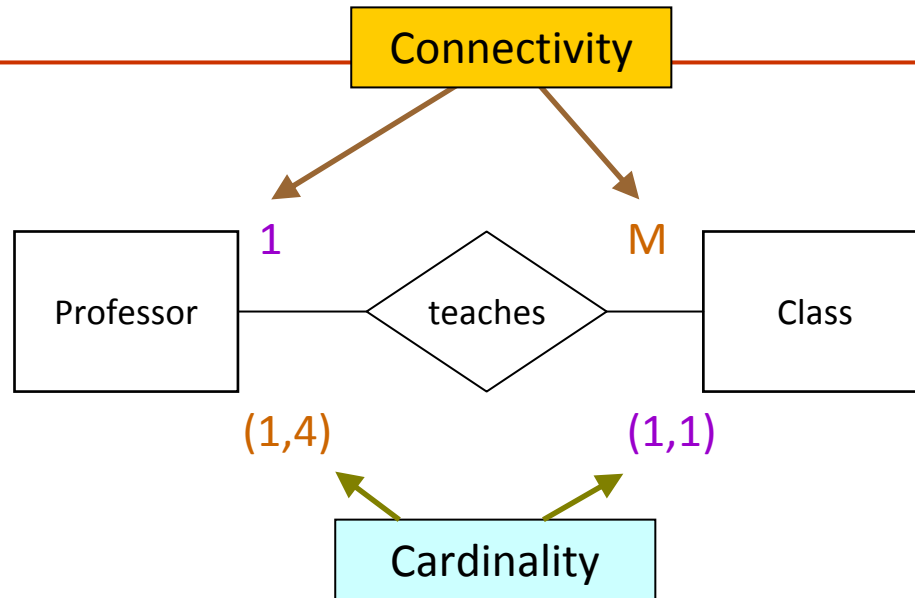 Connectivity
1
M
Professor
teaches
Class
(1,4)
(1,1)
Cardinality